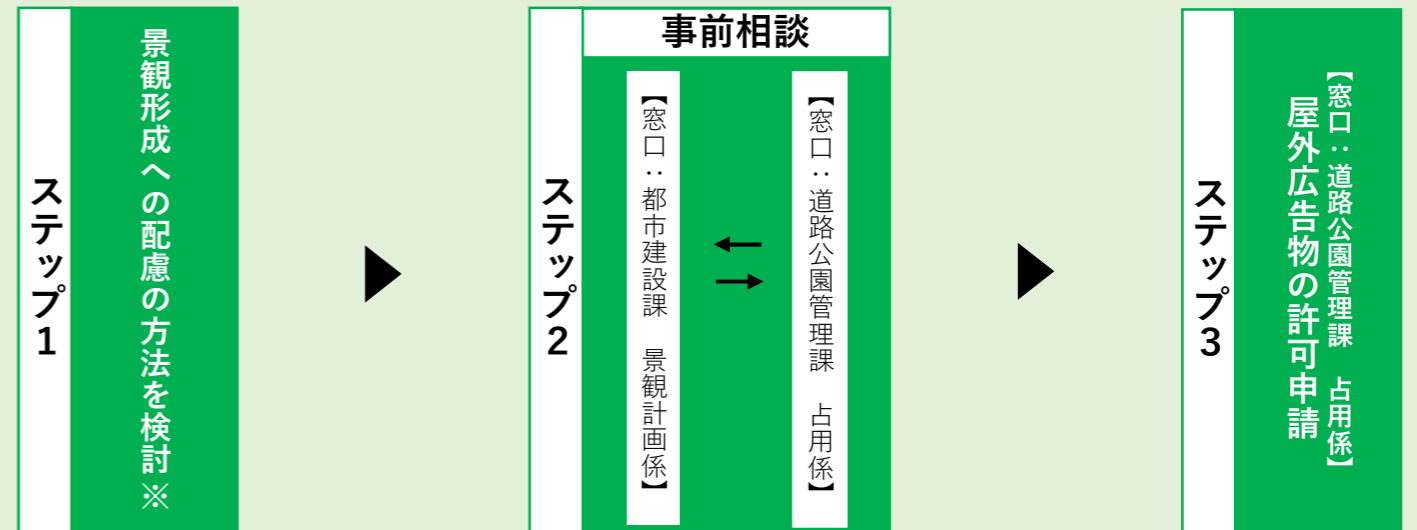 ステップ1
景観形成への配慮の方法を検討※
ステップ2
事前相談
【窓口：都市建設課　景観計画係】
【窓口：道路公園管理課　占用係】
ステップ3
【窓口：道路公園管理課　占用係】
屋外広告物の許可申請